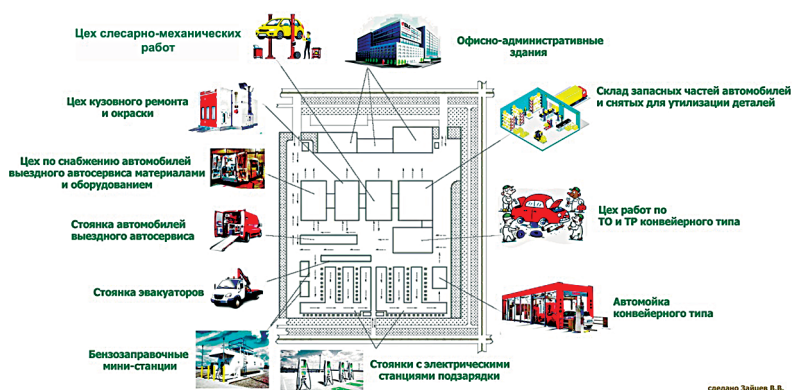 Цех слесарно-механических
работ
Офисно-административные
здания
Цех кузовного ремонта
и окраски
Склад запасных частей автомобилей
и снятых для утилизации деталей
Цех по снабжению автомобилей
выездного автосервиса материалами
и оборудованием
Стоянка автомобилей
выездного автосервиса
Цех работ по
ТО и ТР конвейерного типа
Стоянка эвакуаторов
Автомойка
конвейерного типа
Бензозаправочные
мини-станции
Стоянки с электрическими
станциями подзарядки
сделано Зайцев В.В.